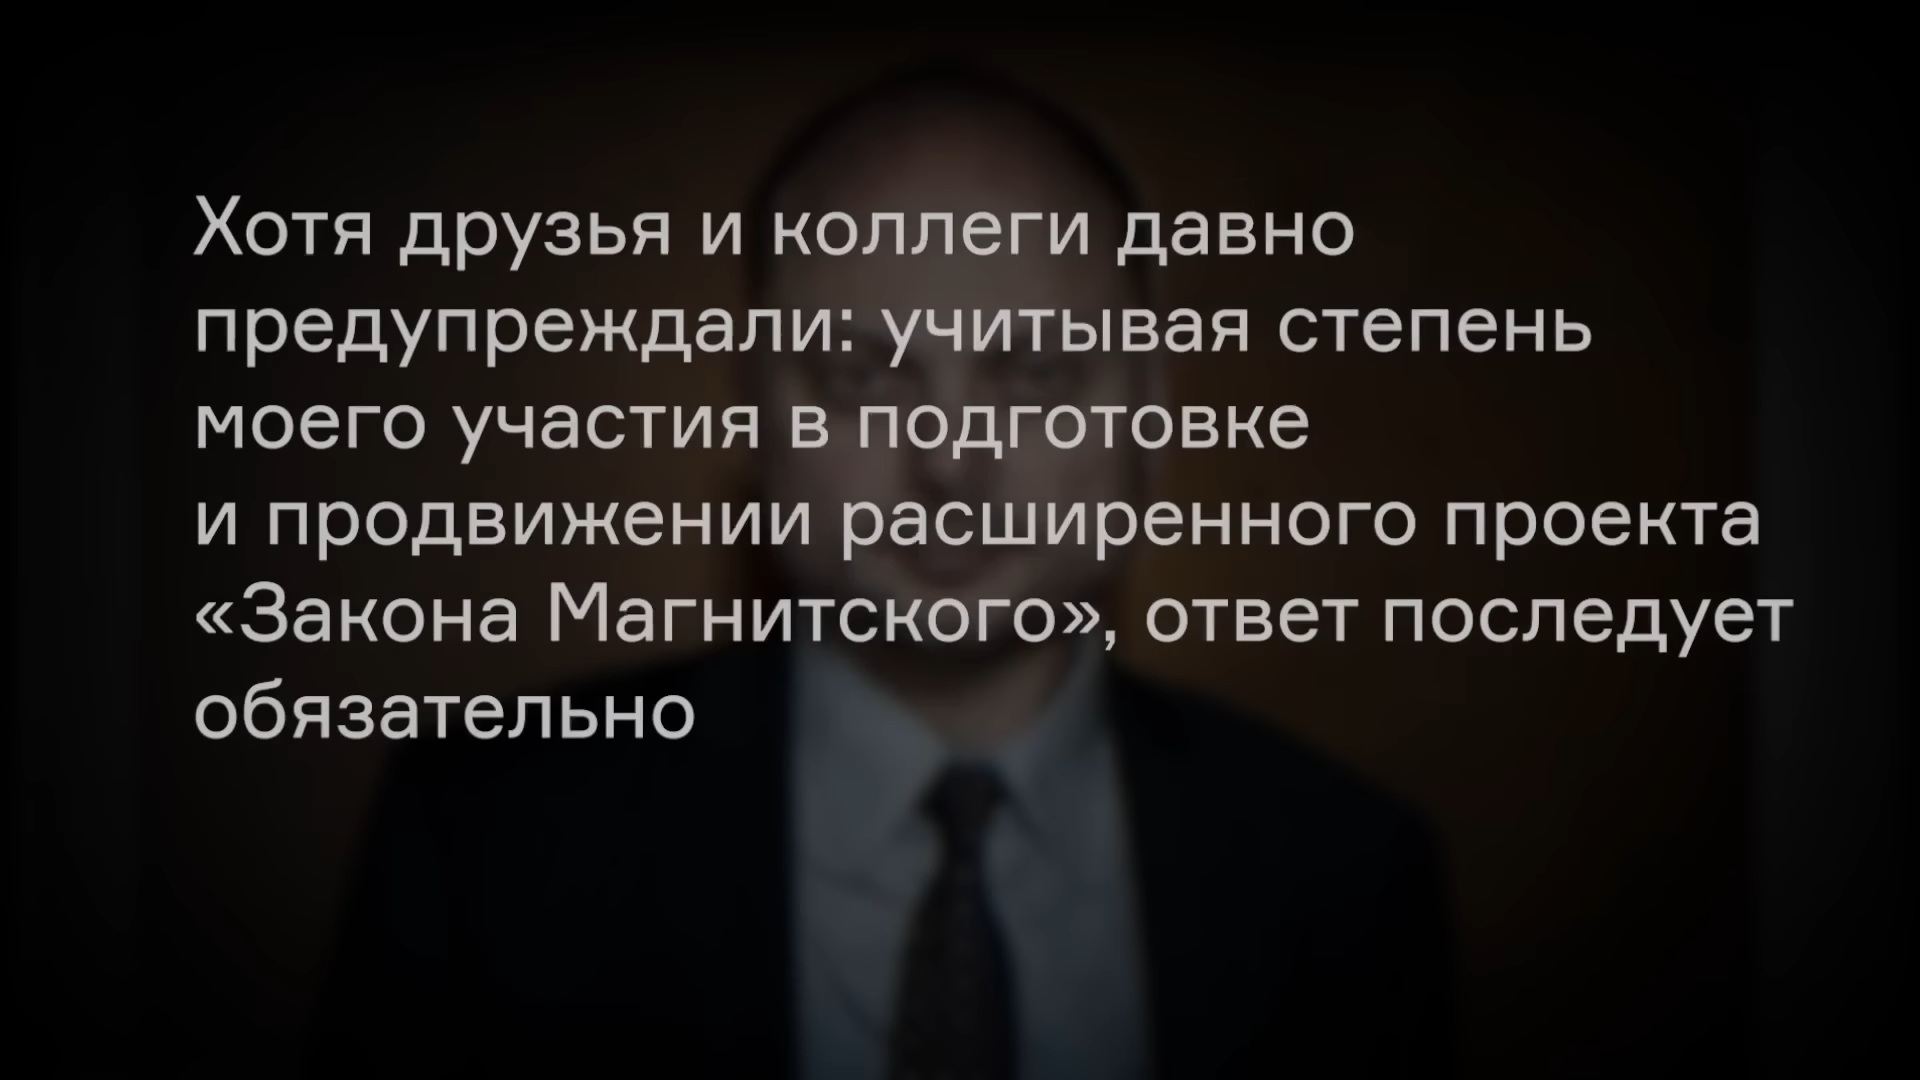 Хотя друзья и коллеги давно
предупреждали: учитывая степень
моего участия в подготовке
и продвижении расширенного проекта
«Закона Магнитского», ответ последует
обязательно